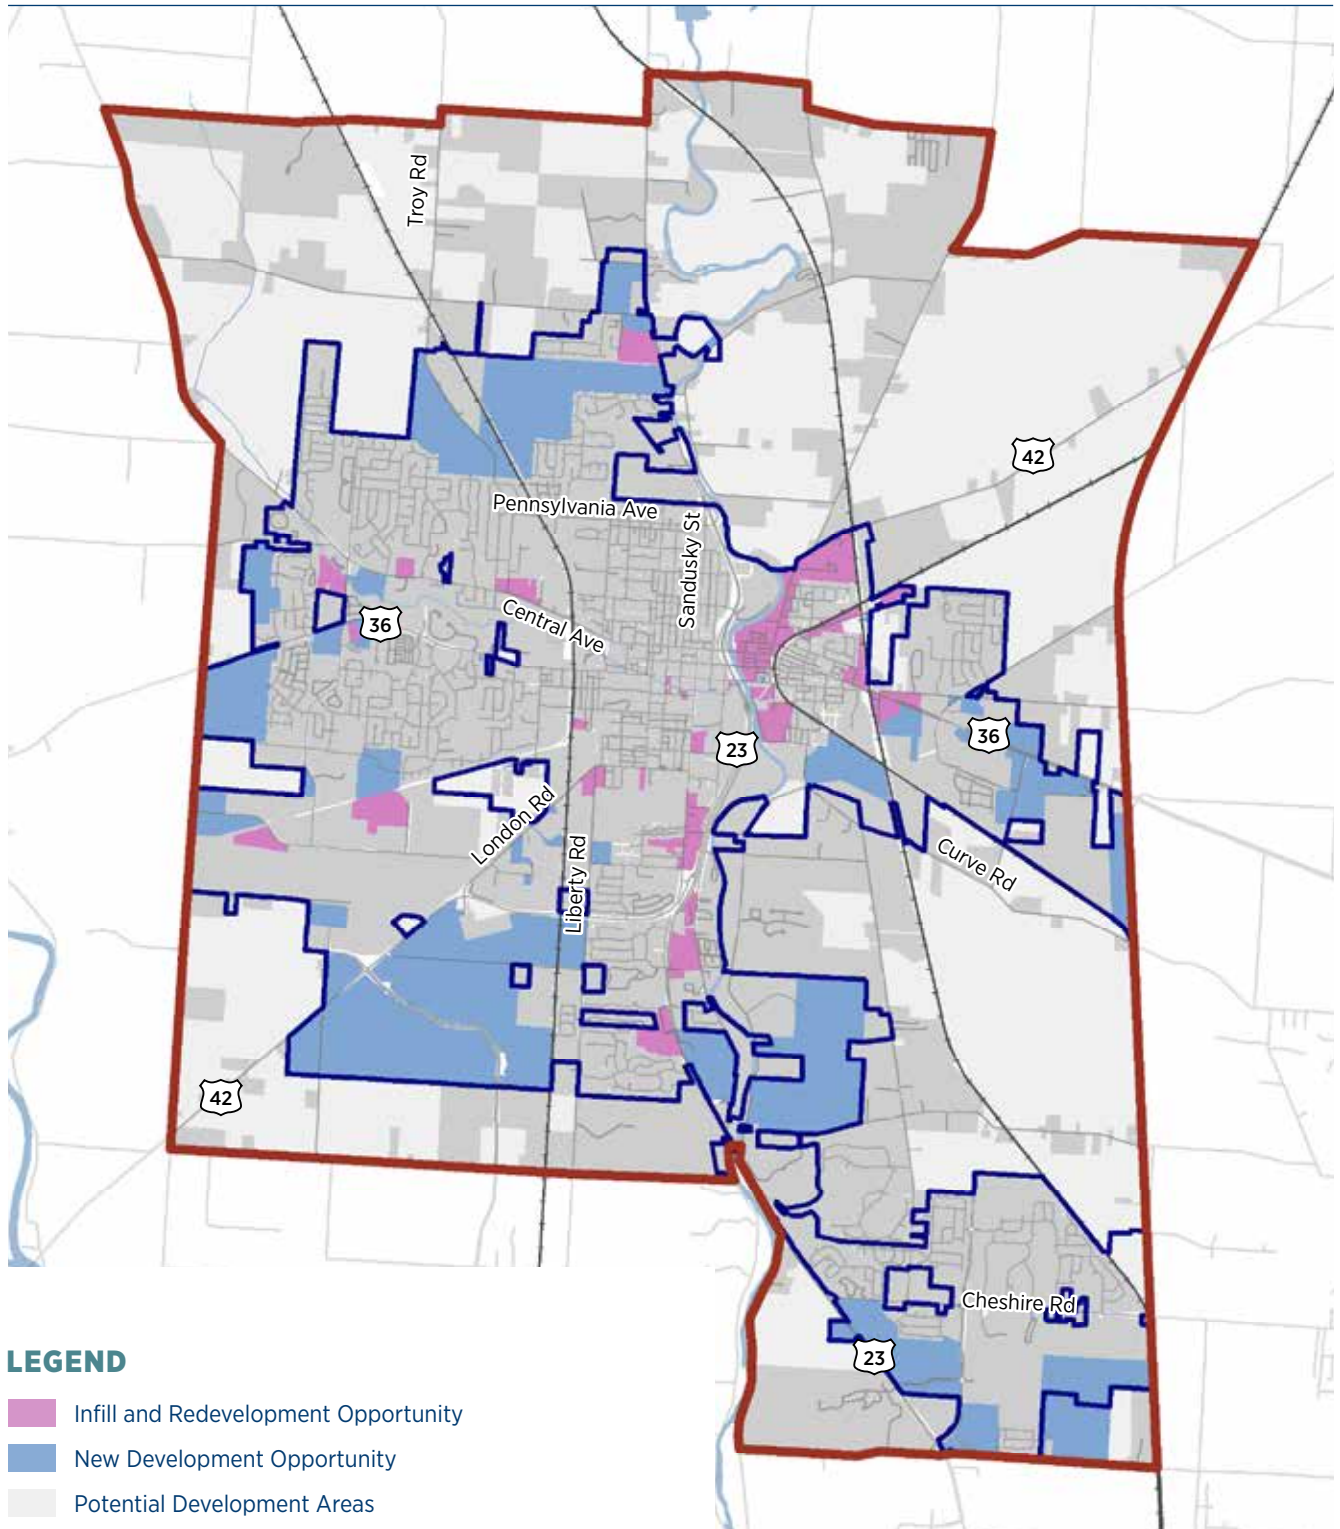 Troy Rd
42
Pennsylvania Ave
Sandusky St
Central Ave
36
36
23
London Rd
Liberty Rd
Curve Rd
42
Cheshire Rd
23
LEGEND
Infill and Redevelopment Opportunity
New Development Opportunity
Potential Development Areas